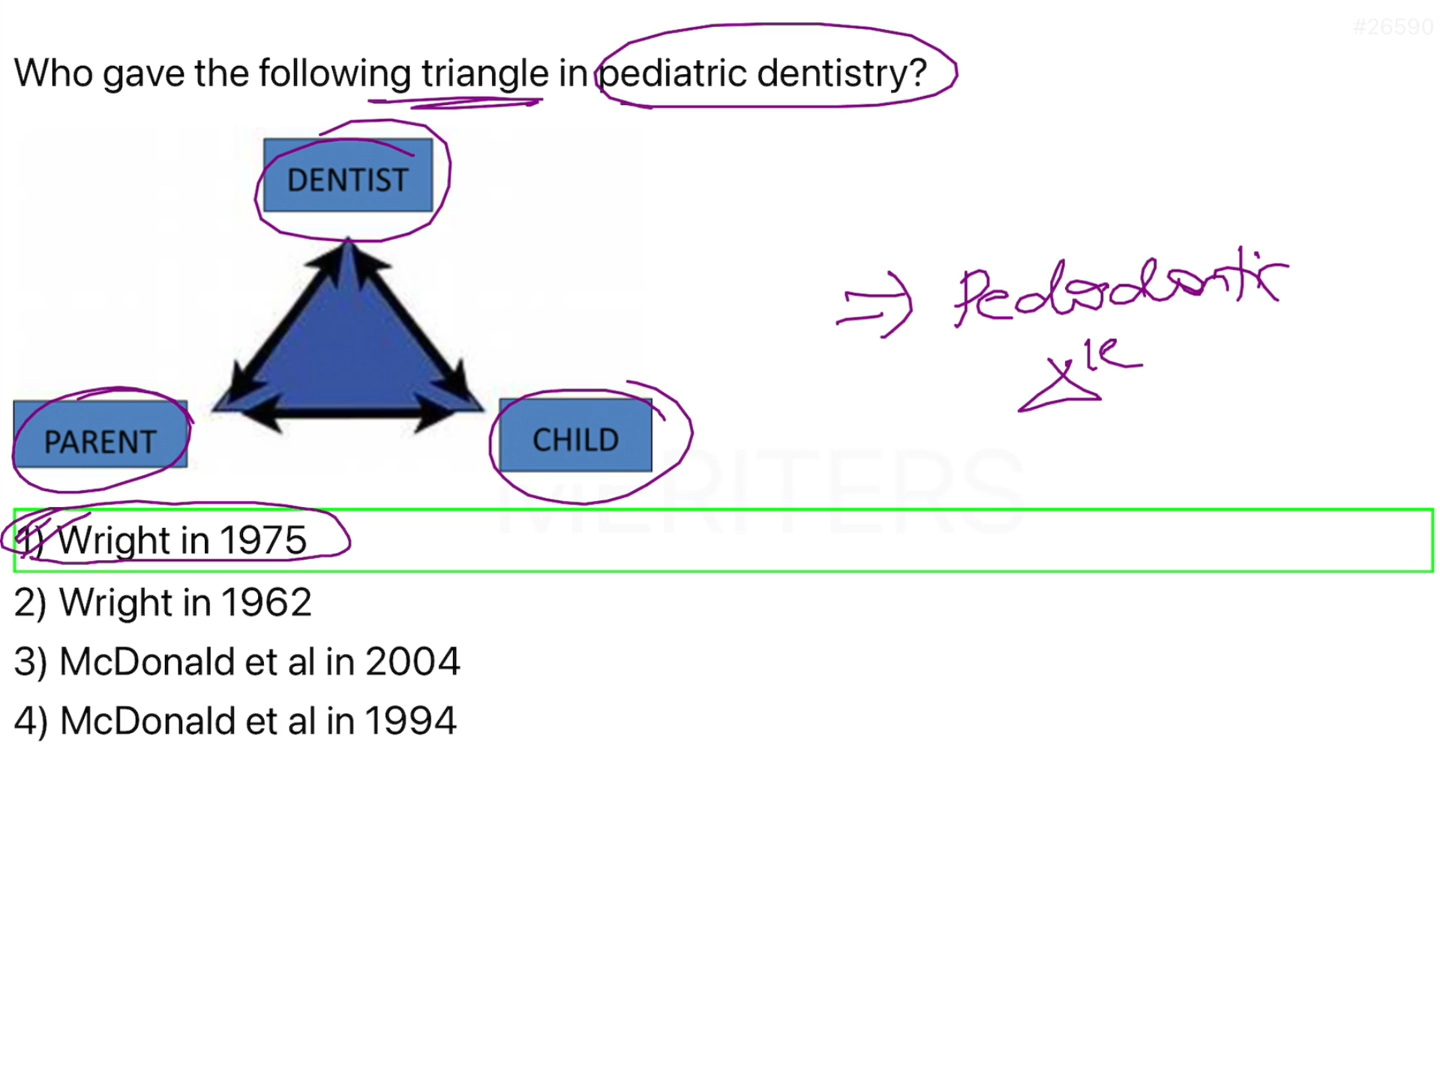 #26590
Who gave the following triangle in pediatric dentistry?
DENTIST
⇒ Pedodontic
Δle
PARENT
CHILD
MERITERS
1) Wright in 1975
2) Wright in 1962
3) McDonald et al in 2004
4) McDonald et al in 1994